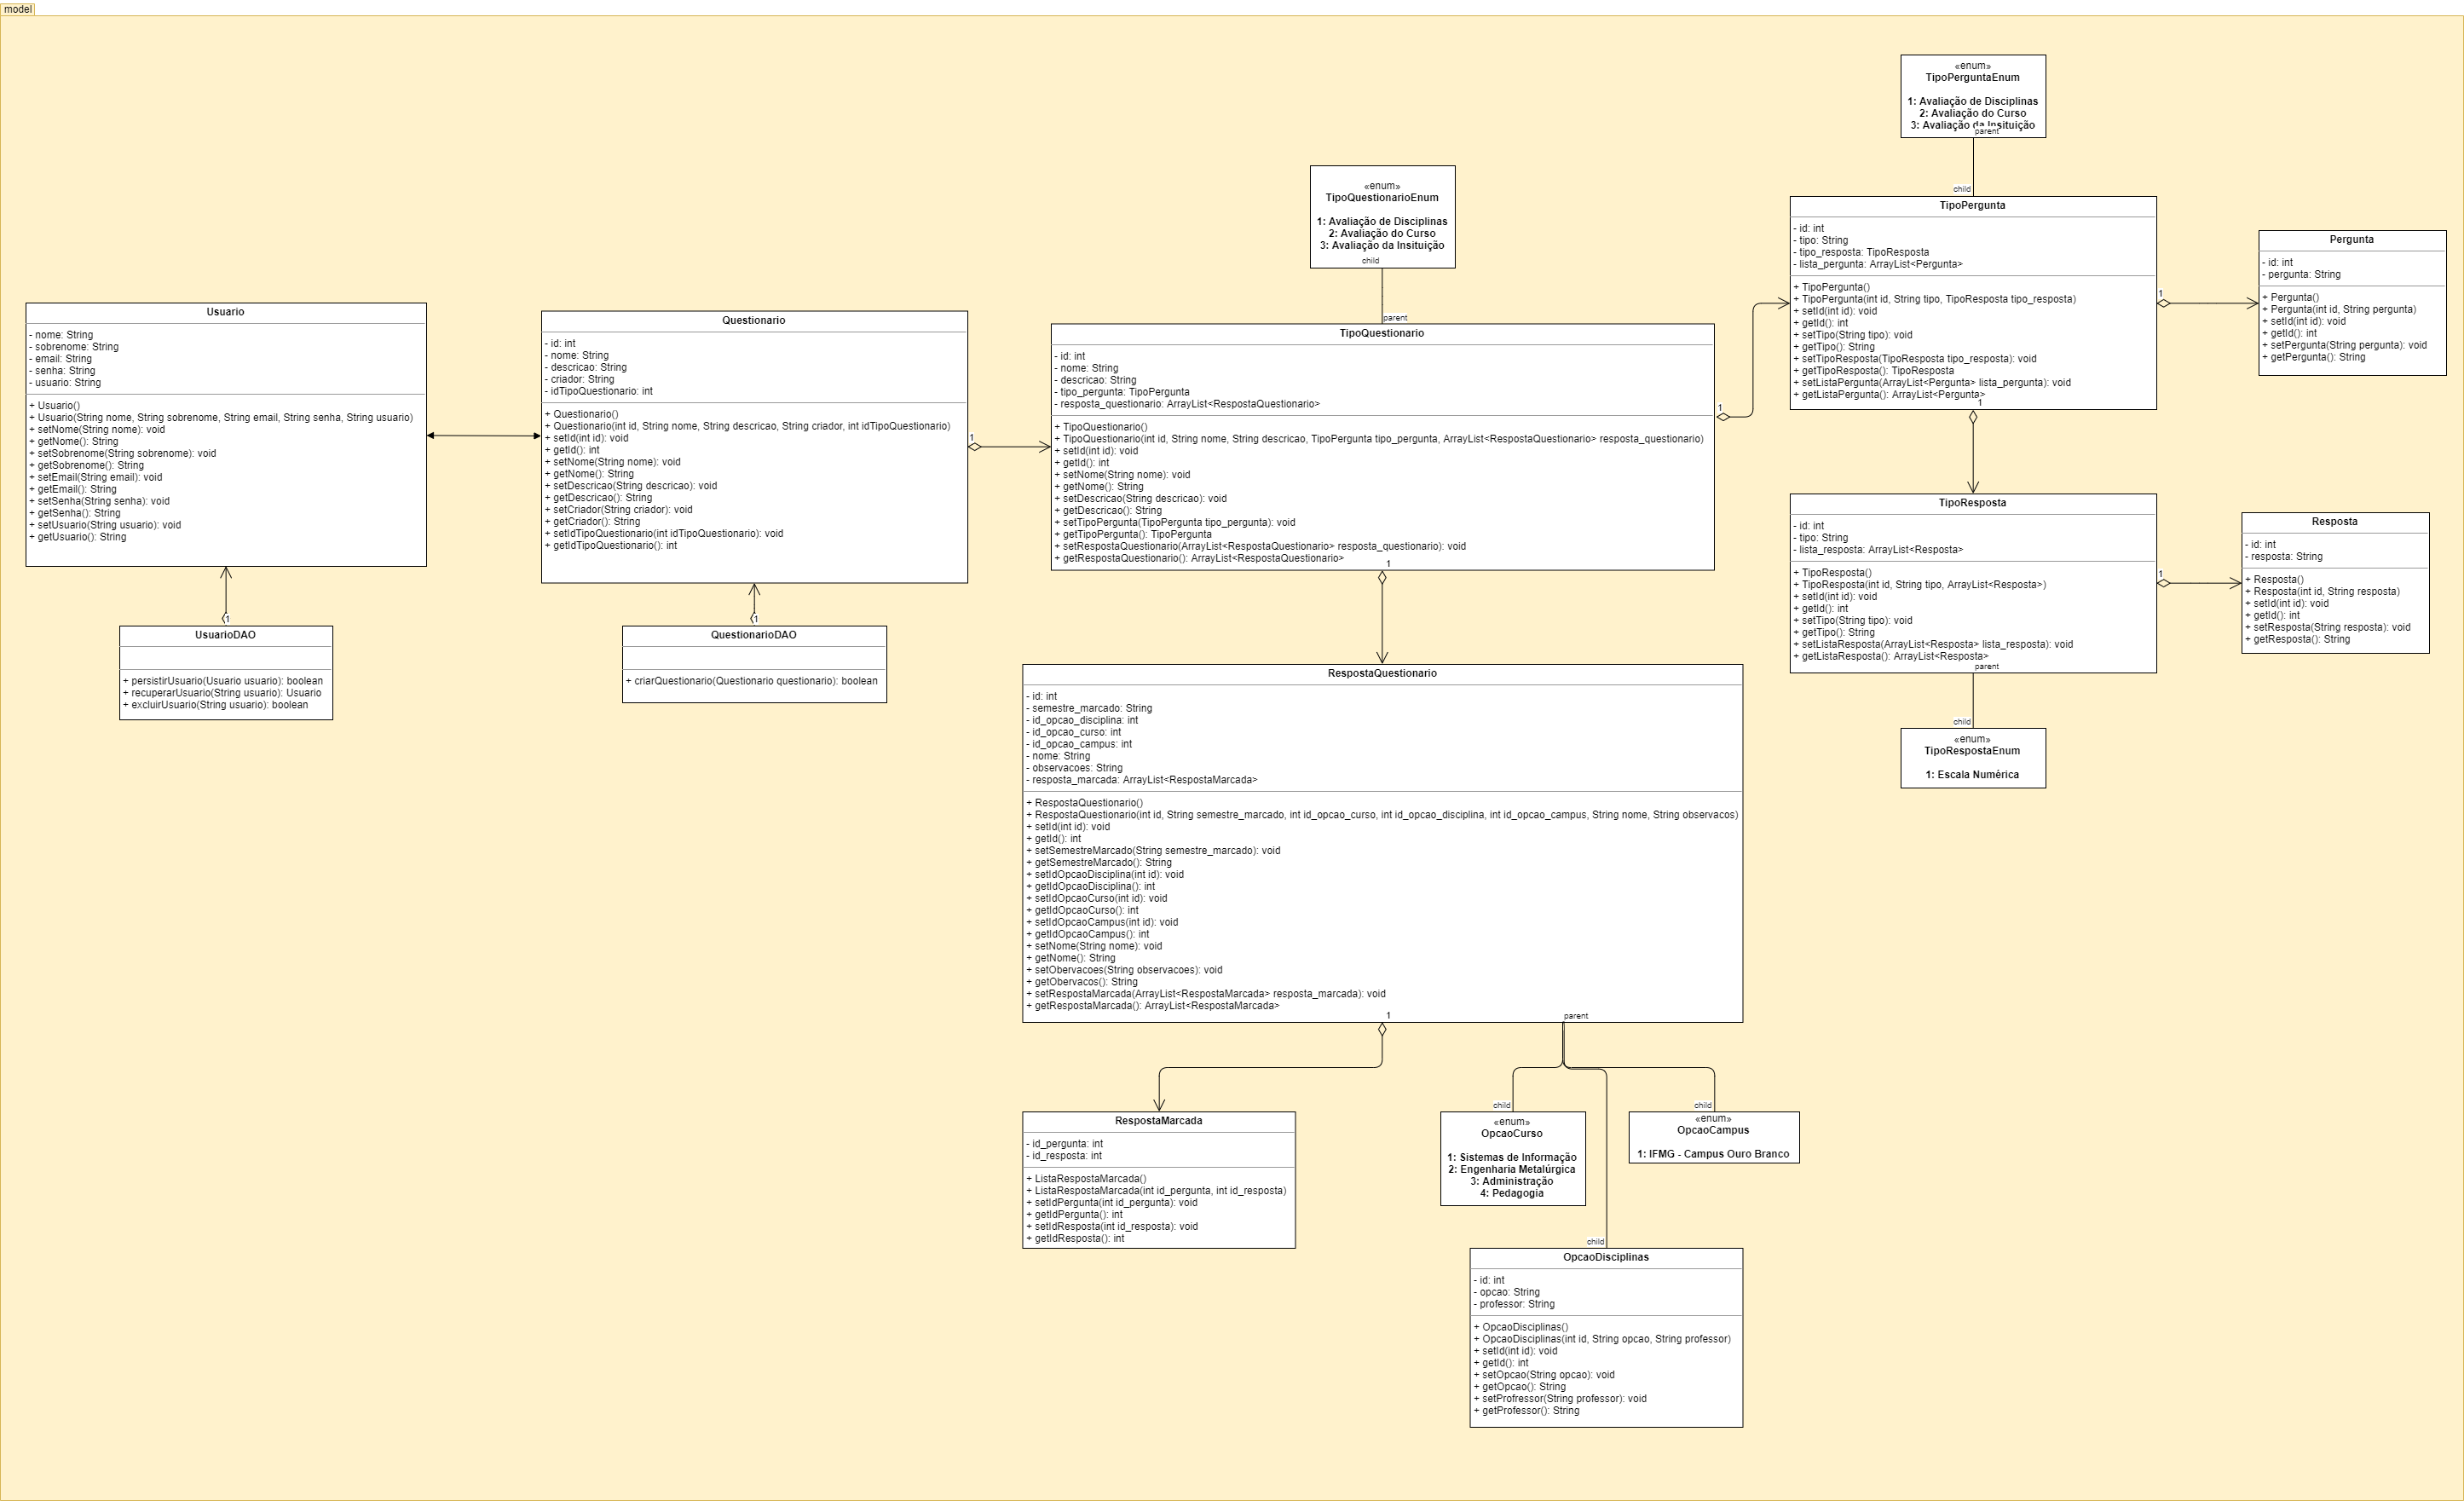 model
«enum»
TipoPerguntaEnum
1: Avaliação de Disciplinas
2: Avaliação do Curso
3: Avaliação da Insituição
parent
child
«enum»
TipoQuestionarioEnum
1: Avaliação de Disciplinas
2: Avaliação do Curso
3: Avaliação da Insituição
child
parent
Usuario
- nome: String
- sobrenome: String
- email: String
- senha: String
- usuario: String
+ Usuario()
+ Usuario(String nome, String sobrenome, String email, String senha, String usuario)
+ setNome(String nome): void
+ getNome(): String
+ setSobrenome(String sobrenome): void
+ getSobrenome(): String
+ setEmail(String email): void
+ getEmail(): String
+ setSenha(String senha): void
+ getSenha(): String
+ setUsuario(String usuario): void
+ getUsuario(): String
1
UsuarioDAO
+ persistirUsuario(Usuario usuario): boolean
+ recuperarUsuario(String usuario): Usuario
+ excluirUsuario(String usuario): boolean
Questionario
- id: int
- nome: String
- descricao: String
- criador: String
- idTipoQuestionario: int
+ Questionario()
+ Questionario(int id, String nome, String descricao, String criador, int idTipoQuestionario)
+ setId(int id): void
+ getId(): int
+ setNome(String nome): void
+ getNome(): String
+ setDescricao(String descricao): void
+ getDescricao(): String
+ setCriador(String criador): void
+ getCriador(): String
+ setIdTipoQuestionario(int idTipoQuestionario): void
+ getIdTipoQuestionario(): int
1
1
QuestionarioDAO
+ criarQuestionario(Questionario questionario): boolean
TipoQuestionario
- id: int
- nome: String
- descricao: String
- tipo_pergunta: TipoPergunta
- resposta_questionario: ArrayList<RespostaQuestionario>
+ TipoQuestionario()
+ TipoQuestionario(int id, String nome, String descricao, TipoPergunta tipo_pergunta, ArrayList<RespostaQuestionario> resposta_questionario)
+ setId(int id): void
+ getId(): int
+ setNome(String nome): void
+ getNome(): String
+ setDescricao(String descricao): void
+ getDescricao(): String
+ setTipoPergunta(TipoPergunta tipo_pergunta): void
+ getTipoPergunta(): TipoPergunta
+ setRespostaQuestionario(ArrayList<RespostaQuestionario> resposta_questionario): void
+ getRespostaQuestionario(): ArrayList<RespostaQuestionario>
1
1
TipoPergunta
- id: int
- tipo: String
- tipo_resposta: TipoResposta
- lista_pergunta: ArrayList<Pergunta>
+ TipoPergunta()
+ TipoPergunta(int id, String tipo, TipoResposta tipo_resposta)
+ setId(int id): void
+ getId(): int
+ setTipo(String tipo): void
+ getTipo(): String
+ setTipoResposta(TipoResposta tipo_resposta): void
+ getTipoResposta(): TipoResposta
+ setListaPergunta(ArrayList<Pergunta> lista_pergunta): void
+ getListaPergunta(): ArrayList<Pergunta>
1
1
Pergunta
- id: int
- pergunta: String
+ Pergunta()
+ Pergunta(int id, String pergunta)
+ setId(int id): void
+ getId(): int
+ setPergunta(String pergunta): void
+ getPergunta(): String
TipoResposta
- id: int
- tipo: String
- lista_resposta: ArrayList<Resposta>
+ TipoResposta()
+ TipoResposta(int id, String tipo, ArrayList<Resposta>)
+ setId(int id): void
+ getId(): int
+ setTipo(String tipo): void
+ getTipo(): String
+ setListaResposta(ArrayList<Resposta> lista_resposta): void
+ getListaResposta(): ArrayList<Resposta>
parent
1
Resposta
- id: int
- resposta: String
+ Resposta()
+ Resposta(int id, String resposta)
+ setId(int id): void
+ getId(): int
+ setResposta(String resposta): void
+ getResposta(): String
child
«enum»
TipoRespostaEnum
1: Escala Numérica
RespostaQuestionario
- id: int
- semestre_marcado: String
- id_opcao_disciplina: int
- id_opcao_curso: int
- id_opcao_campus: int
- nome: String
- observacoes: String
- resposta_marcada: ArrayList<RespostaMarcada>
+ RespostaQuestionario()
+ RespostaQuestionario(int id, String semestre_marcado, int id_opcao_curso, int id_opcao_disciplina, int id_opcao_campus, String nome, String observacos)
+ setId(int id): void
+ getId(): int
+ setSemestreMarcado(String semestre_marcado): void
+ getSemestreMarcado(): String
+ setIdOpcaoDisciplina(int id): void
+ getIdOpcaoDisciplina(): int
+ setIdOpcaoCurso(int id): void
+ getIdOpcaoCurso(): int
+ setIdOpcaoCampus(int id): void
+ getIdOpcaoCampus(): int
+ setNome(String nome): void
+ getNome(): String
+ setObervacoes(String observacoes): void
+ getObervacos(): String
+ setRespostaMarcada(ArrayList<RespostaMarcada> resposta_marcada): void
+ getRespostaMarcada(): ArrayList<RespostaMarcada>
1
parent
RespostaMarcada
- id_pergunta: int
- id_resposta: int
+ ListaRespostaMarcada()
+ ListaRespostaMarcada(int id_pergunta, int id_resposta)
+ setIdPergunta(int id_pergunta): void
+ getIdPergunta(): int
+ setIdResposta(int id_resposta): void
+ getIdResposta(): int
child
«enum»
OpcaoCurso
1: Sistemas de Informação
2: Engenharia Metalúrgica
3: Administração
4: Pedagogia
child
«enum»
OpcaoCampus
1: IFMG - Campus Ouro Branco
child
OpcaoDisciplinas
- id: int
- opcao: String
- professor: String
+ OpcaoDisciplinas()
+ OpcaoDisciplinas(int id, String opcao, String professor)
+ setId(int id): void
+ getId(): int
+ setOpcao(String opcao): void
+ getOpcao(): String
+ setProfressor(String professor): void
+ getProfessor(): String